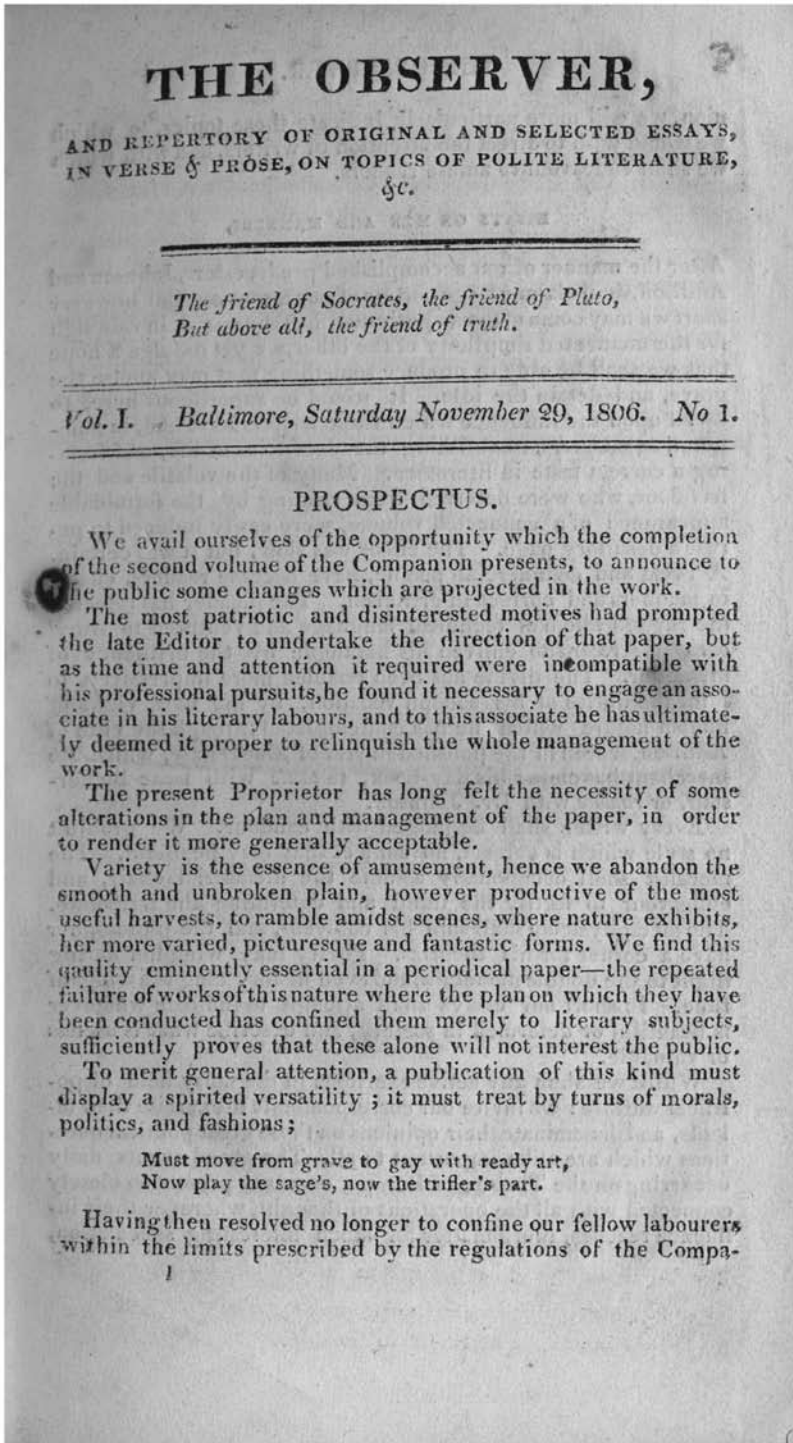 THE OBSERVER,
AND REPERTORY OF ORIGINAL AND SELECTED ESSAYS,
IN VERSE & PROSE, ON TOPICS OF POLITE LITERATURE,
&c.
The friend of Socrates, the friend of Pluto,
But above all, the friend of truth.
Vol. I. Baltimore, Saturday November 29, 1806. No 1.
PROSPECTUS.
We avail ourselves of the opportunity which the completion
of the second volume of the Companion presents, to announce to
the public some changes which are projected in the work.
The most patriotic and disinterested motives had prompted
the late Editor to undertake the direction of that paper, but
as the time and attention it required were incompatible with
his professional pursuits, he found it necessary to engage an asso-
ciate in his literary labours, and to this associate he has ultimate-
ly deemed it proper to relinquish the whole management of the
work.
The present Proprietor has long felt the necessity of some
alterations in the plan and management of the paper, in order
to render it more generally acceptable.
Variety is the essence of amusement, hence we abandon the
smooth and unbroken plain, however productive of the most
useful harvests, to ramble amidst scenes, where nature exhibits,
her more varied, picturesque and fantastic forms. We find this
qaulity eminently essential in a periodical paper—the repeated
failure of works of this nature where the plan on which they have
been conducted has confined them merely to literary subjects,
sufficiently proves that these alone will not interest the public.
To merit general attention, a publication of this kind must
display a spirited versatility ; it must treat by turns of morals,
politics, and fashions;
Must move from grave to gay with ready art,
Now play the sage's, now the trifler's part.
Having then resolved no longer to confine our fellow labourers
within the limits prescribed by the regulations of the Compa-
1